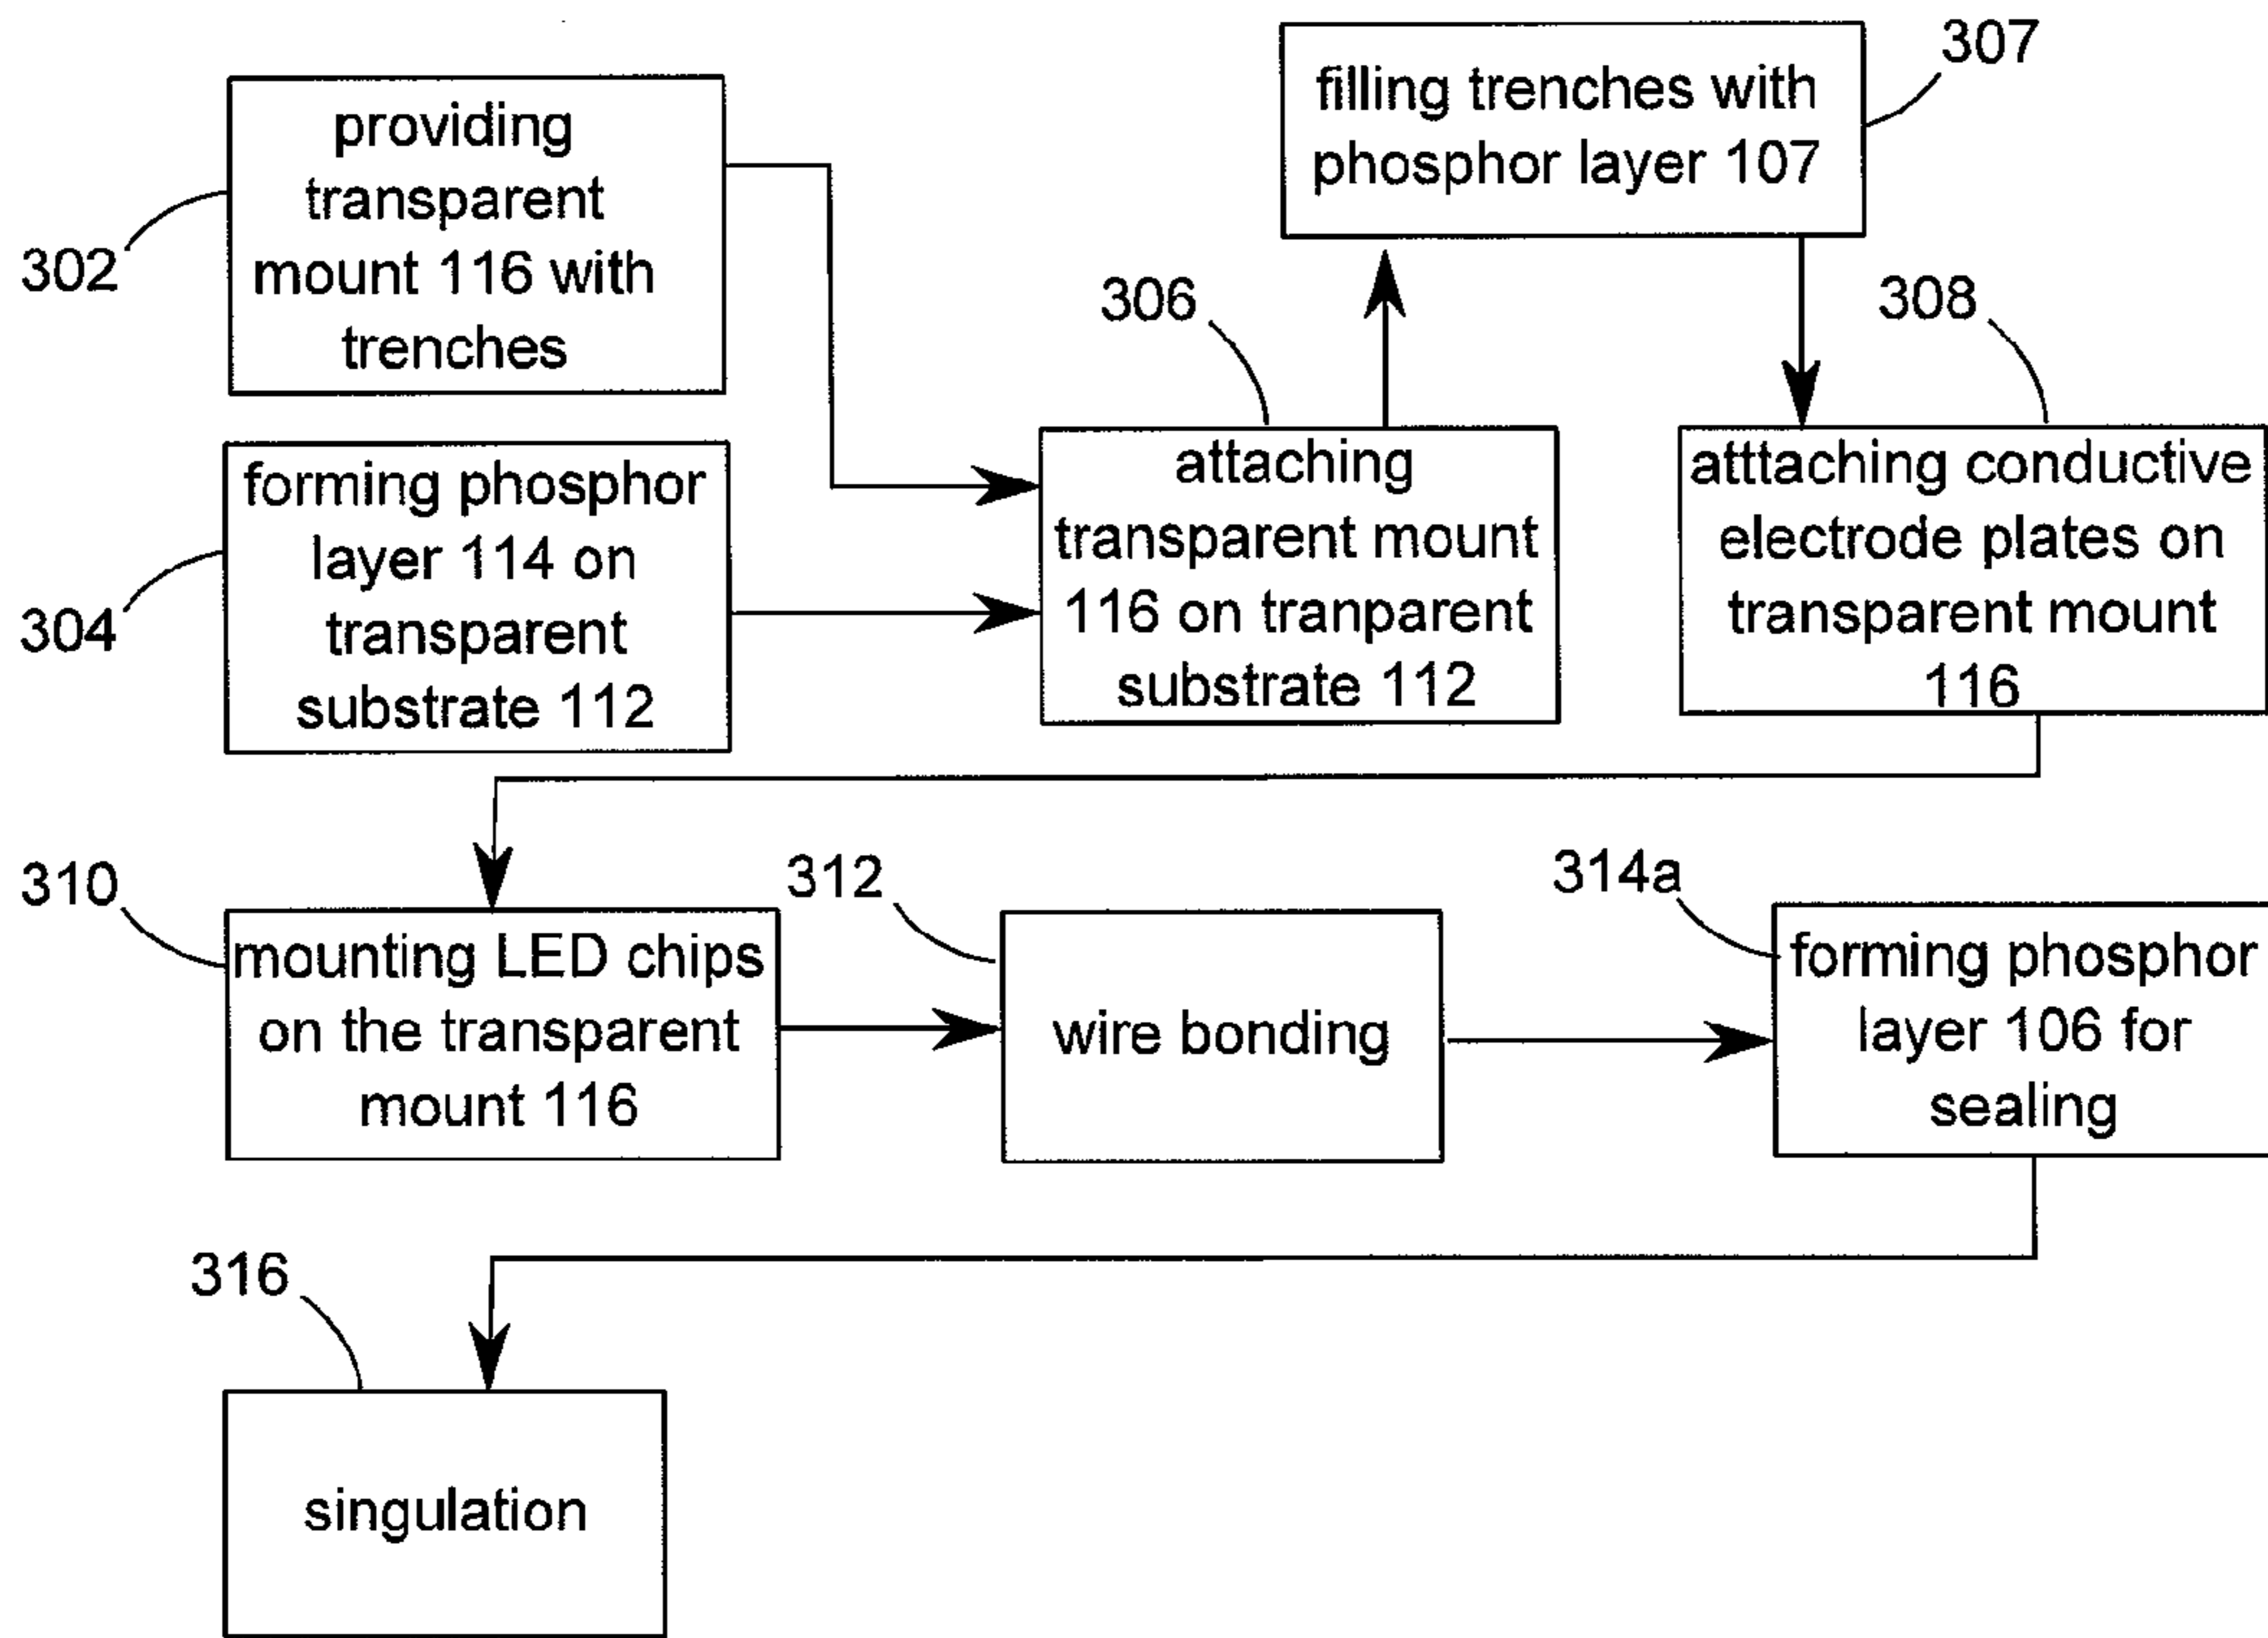 302
providing
transparent
mount 116 with
trenches
304
forming phosphor
layer 114 on
transparent
substrate 112
306
attaching
transparent mount
116 on tranparent
substrate 112
307
filling trenches with
phosphor layer 107
308
atttaching conductive
electrode plates on
transparent mount
116
310
mounting LED chips
on the transparent
mount 116
312
wire bonding
314a
forming phosphor
layer 106 for
sealing
316
singulation